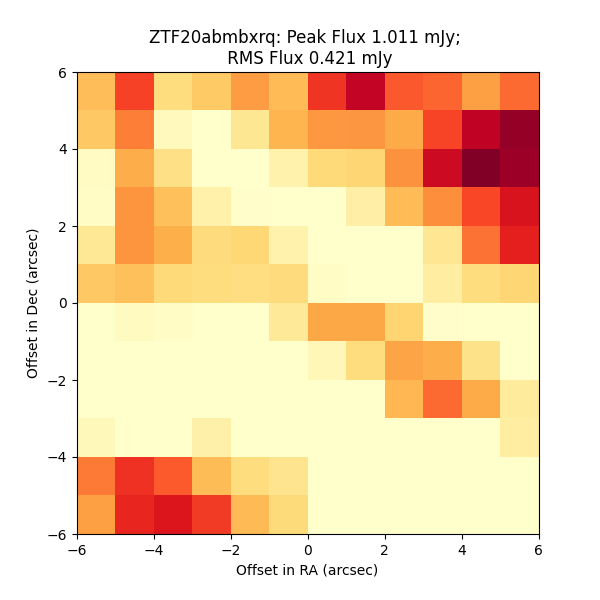 ZTF20abmbxrq: Peak Flux 1.011 mJy;
RMS Flux 0.421 mJy
6
4
2
0
−2
−4
−6
Offset in Dec (arcsec)
−6 −4 −2 0 2 4 6
Offset in RA (arcsec)